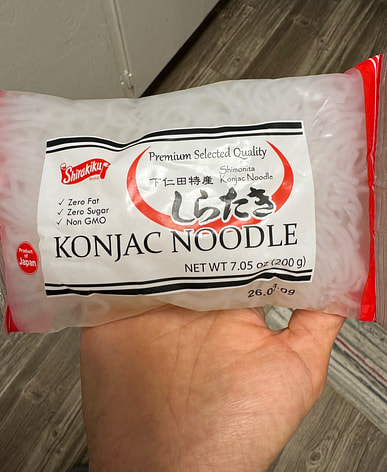 Shirakiku
Premium Selected Quality
Shimonita
Konjac Noodle
下仁田特産
しらたき
✓ Zero Fat
✓ Zero Sugar
✓ Non GMO
Product of
Japan
KONJAC NOODLE
NET WT 7.05 oz (200 g)